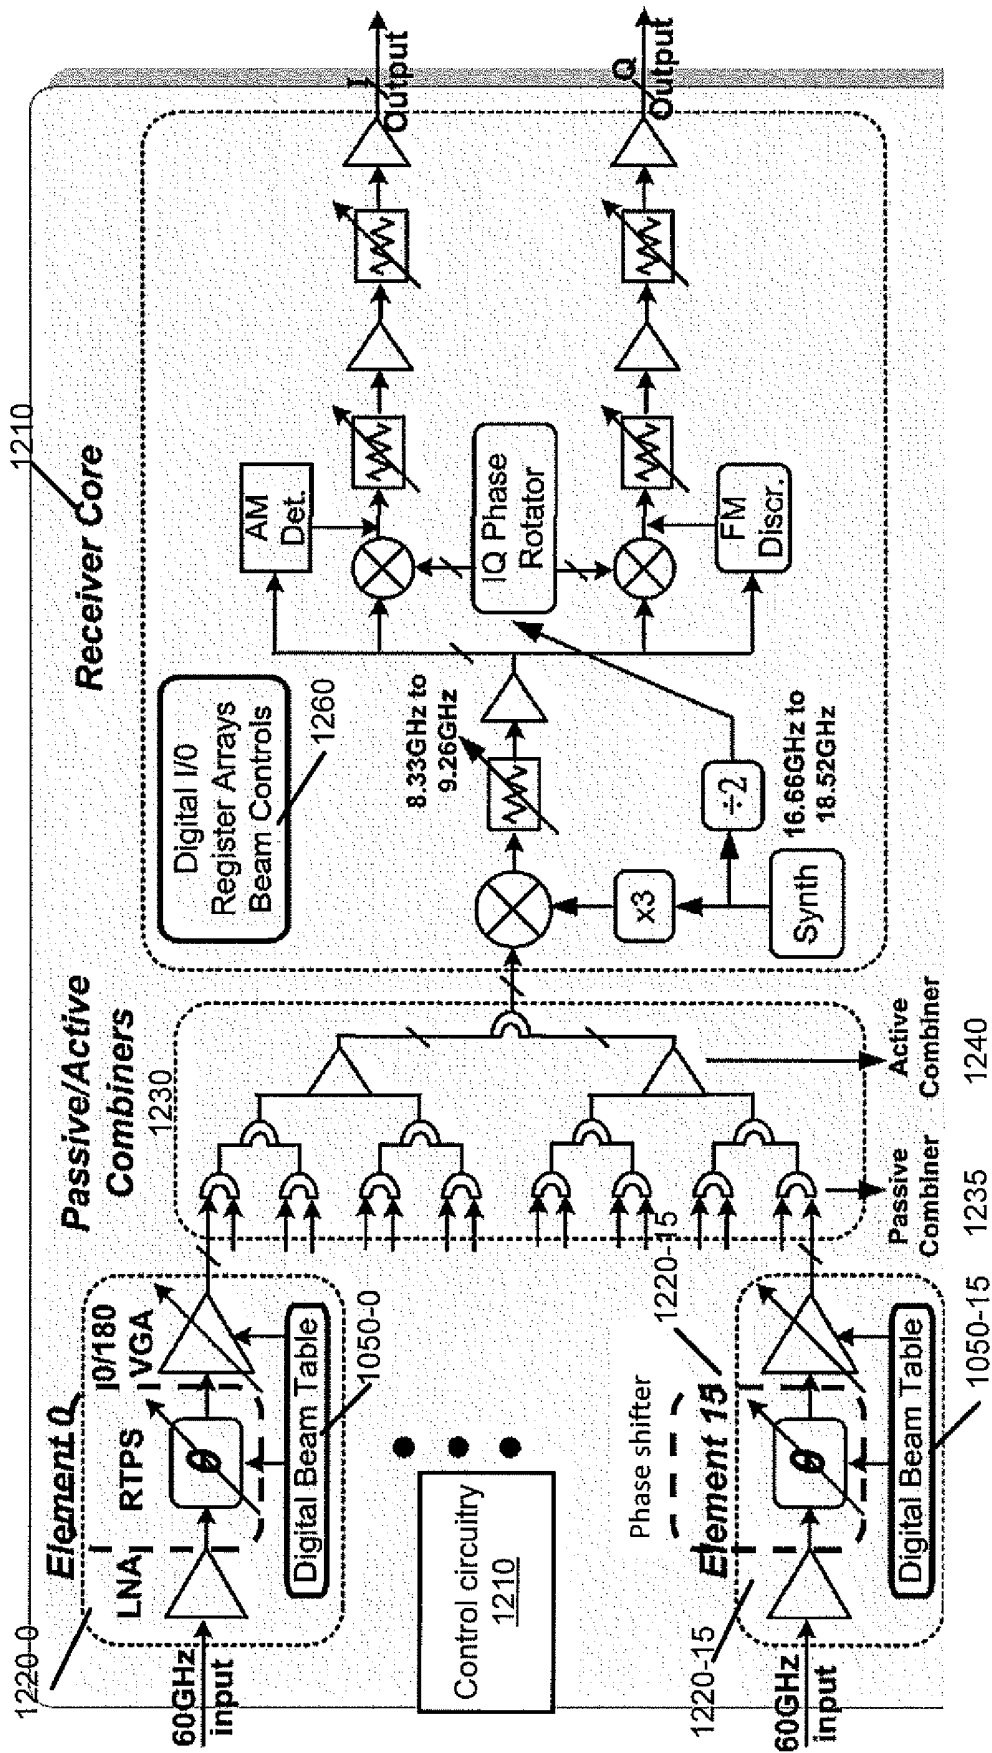 1210
Receiver Core
I
Output
Q
Output
AM
Det.
IQ Phase
Rotator
FM
Discr.
Digital I/0
Register Arrays
Beam Controls
1260
8.33GHz to
9.26GHz
÷2
16.66GHz to
18.52GHz
x3
Synth
Passive/Active
Combiners
1230
Active
Combiner
1240
Passive
Combiner
1235
Element 0
1220-0
LNA
RTPS
0/180
VGA
θ
Digital Beam Table
1050-0
60GHz
input
Control circuitry
1210
Phase shifter
1220-15
Element 15
1220-15
θ
Digital Beam Table
1050-15
60GHz
input